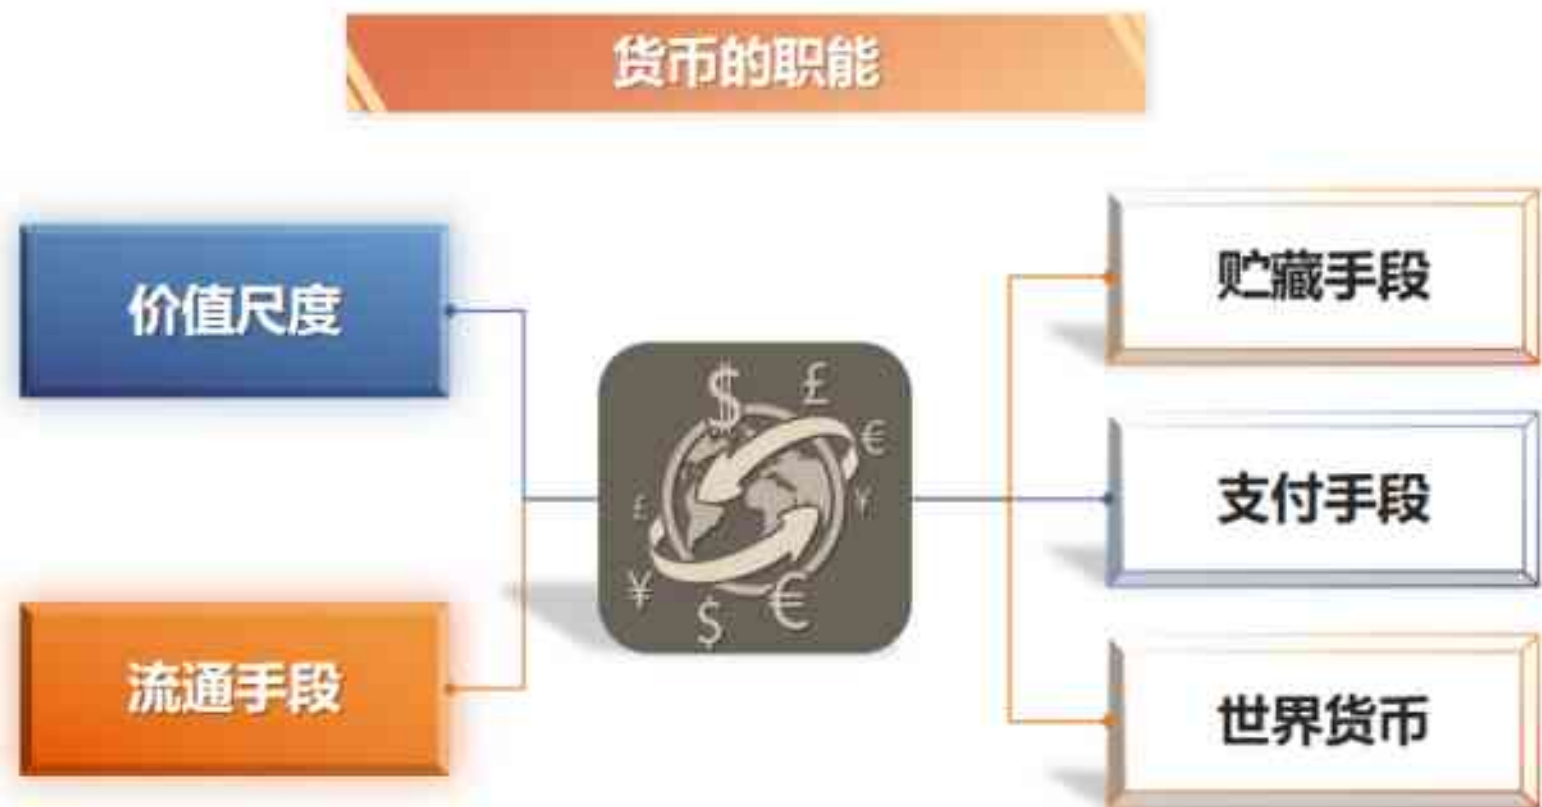 货币的职能
价值尺度
流通手段
$
£
€
¥
£
¥
$
€
贮藏手段
支付手段
世界货币